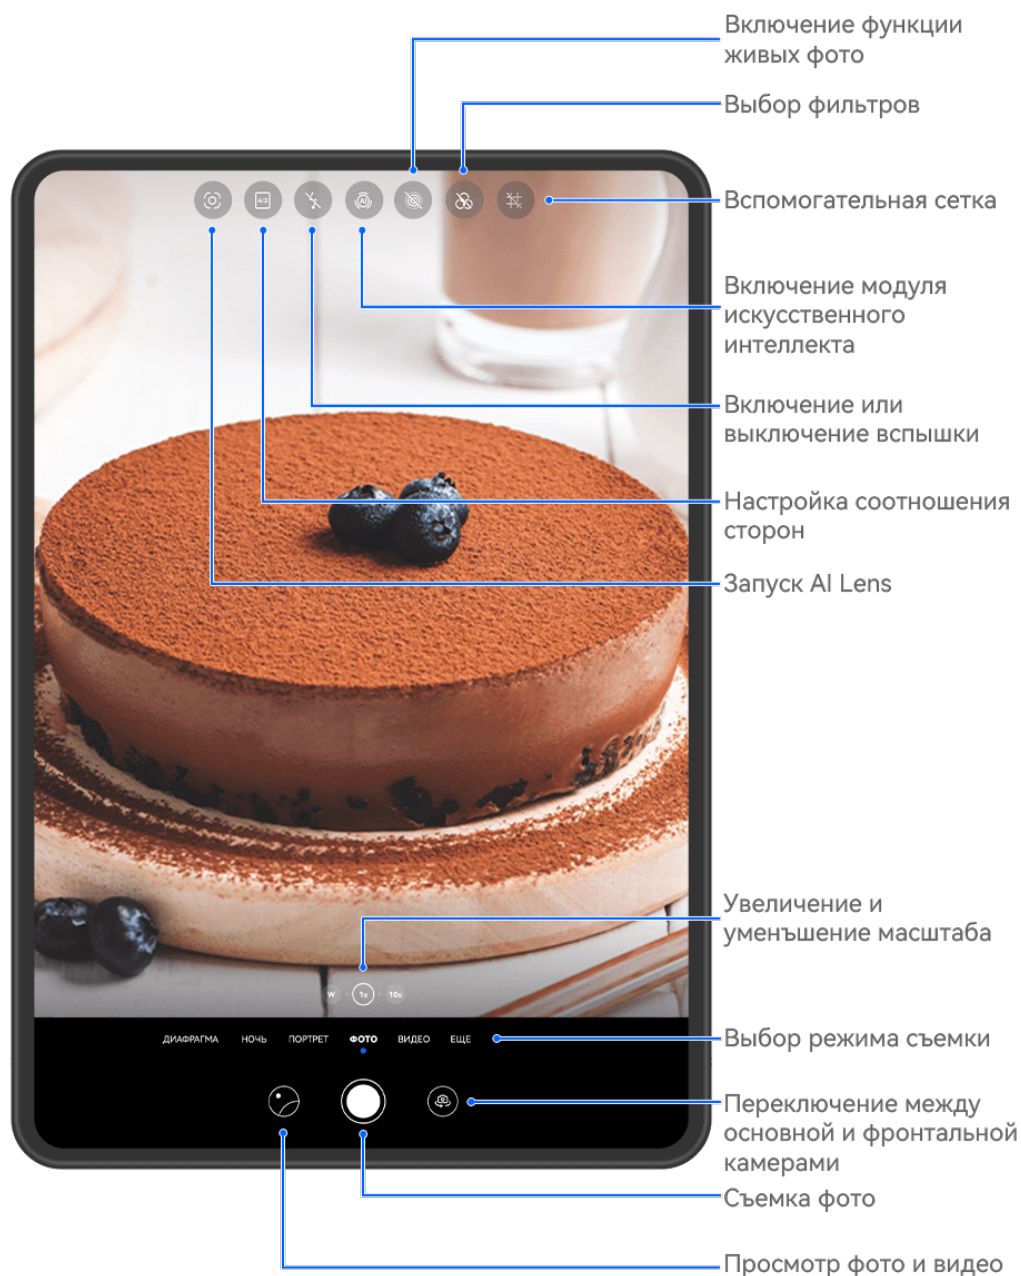 Включение функции
живых фото
Выбор фильтров
Вспомогательная сетка
Включение модуля
искусственного
интеллекта
Включение или
выключение вспышки
Настройка соотношения
сторон
Запуск AI Lens
AI
Увеличение и
уменъшение масштаба
W 1x 10x
ДИАФРАГМА НОЧЬ ПОРТРЕТ ФОТО ВИДЕО ЕЩЕ
Выбор режима съемки
Переключение между
основной и фронтальной
камерами
Съемка фото
Просмотр фото и видео